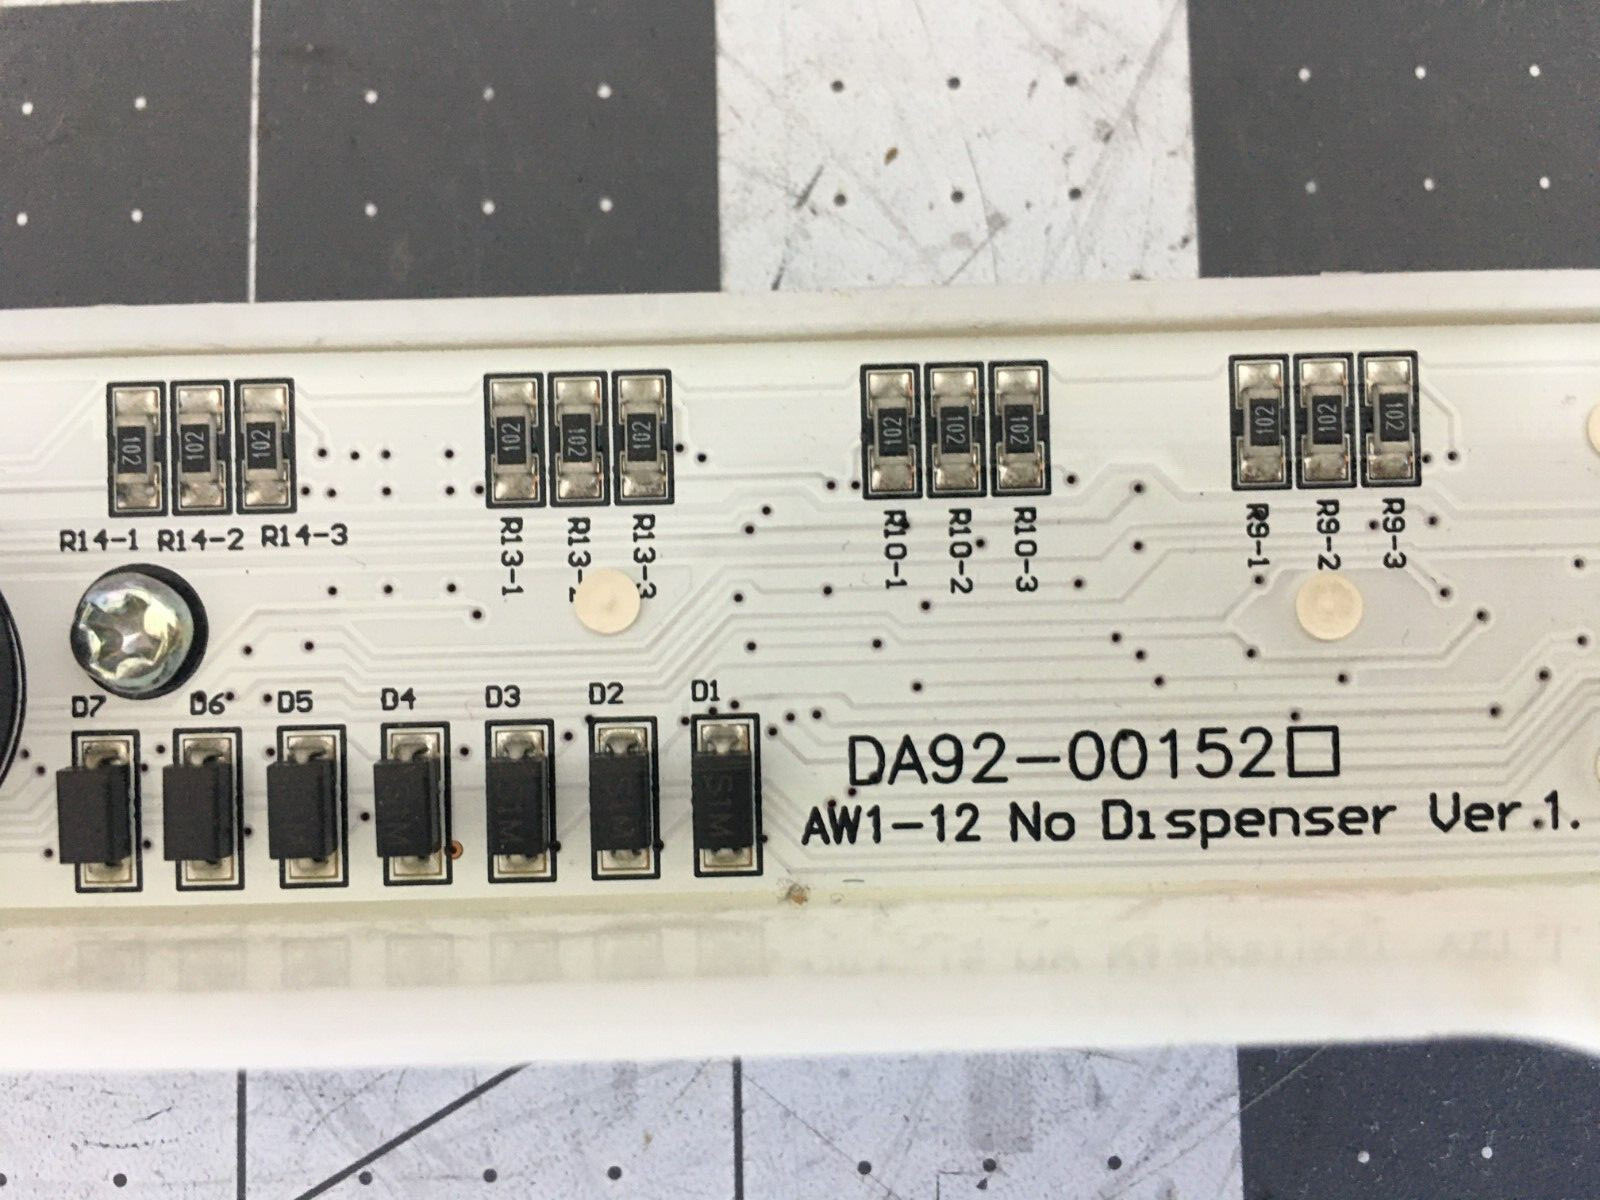 102 102 102 102 102 102 102 102 102 102 102 102
R14-1 R14-2 R14-3
R13-1
R13-3
R10-1
R10-2
R10-3
R9-1
R9-2
R9-3
D7 D6 D5 D4 D3 D2 D1
S1M S1M S1M S1M
DA92-00152□
AW1-12 No Dispenser Ver.1.